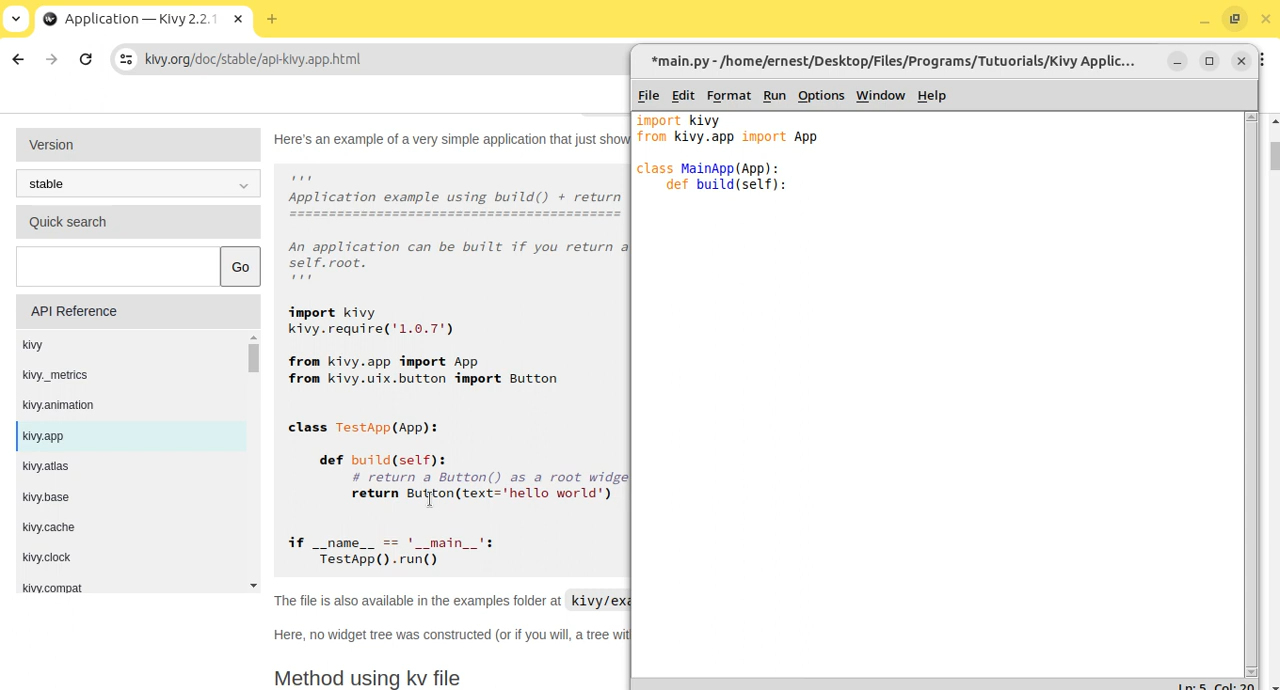 Application — Kivy 2.2.1
kivy.org/doc/stable/api-kivy.app.html
Version
stable
Quick search
Go
API Reference
kivy
kivy._metrics
kivy.animation
kivy.app
kivy.atlas
kivy.base
kivy.cache
kivy.clock
kivy.compat
Here's an example of a very simple application that just show
'''
Application example using build() + return
==========================================
An application can be built if you return a
self.root.
'''
import kivy
kivy.require('1.0.7')
from kivy.app import App
from kivy.uix.button import Button
class TestApp(App):
def build(self):
# return a Button() as a root widge
return Button(text='hello world')
if __name__ == '__main__':
TestApp().run()
The file is also available in the examples folder at kivy/exa
Here, no widget tree was constructed (or if you will, a tree wit
Method using kv file
*main.py - /home/ernest/Desktop/Files/Programs/Tutuorials/Kivy Applic...
File Edit Format Run Options Window Help
import kivy
from kivy.app import App
class MainApp(App):
def build(self):
Ln: 5 Col: 20